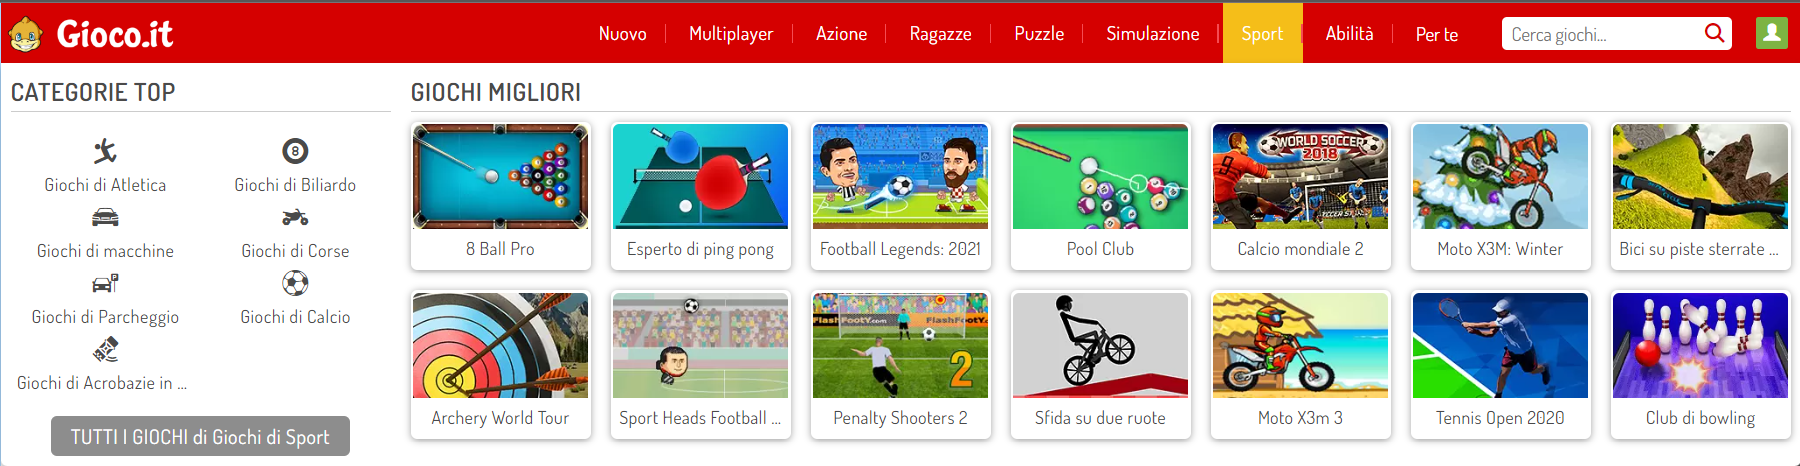 Gioco.it
Nuovo
Multiplayer
Azione
Ragazze
Puzzle
Simulazione
Sport
Abilità
Per te
Cerca giochi...
CATEGORIE TOP
Giochi di Atletica
8
Giochi di Biliardo
Giochi di macchine
Giochi di Corse
P
Giochi di Parcheggio
Giochi di Calcio
Giochi di Acrobazie in ...
TUTTI I GIOCHI di Giochi di Sport
GIOCHI MIGLIORI
8 Ball Pro
Esperto di ping pong
Football Legends: 2021
Pool Club
WORLD SOCCER
2018
9
Calcio mondiale 2
Moto X3M: Winter
Bici su piste sterrate ...
Archery World Tour
Sport Heads Football ...
FlashFootY.com
FlashFootY
2
Penalty Shooters 2
Sfida su due ruote
Moto X3m 3
Tennis Open 2020
Club di bowling